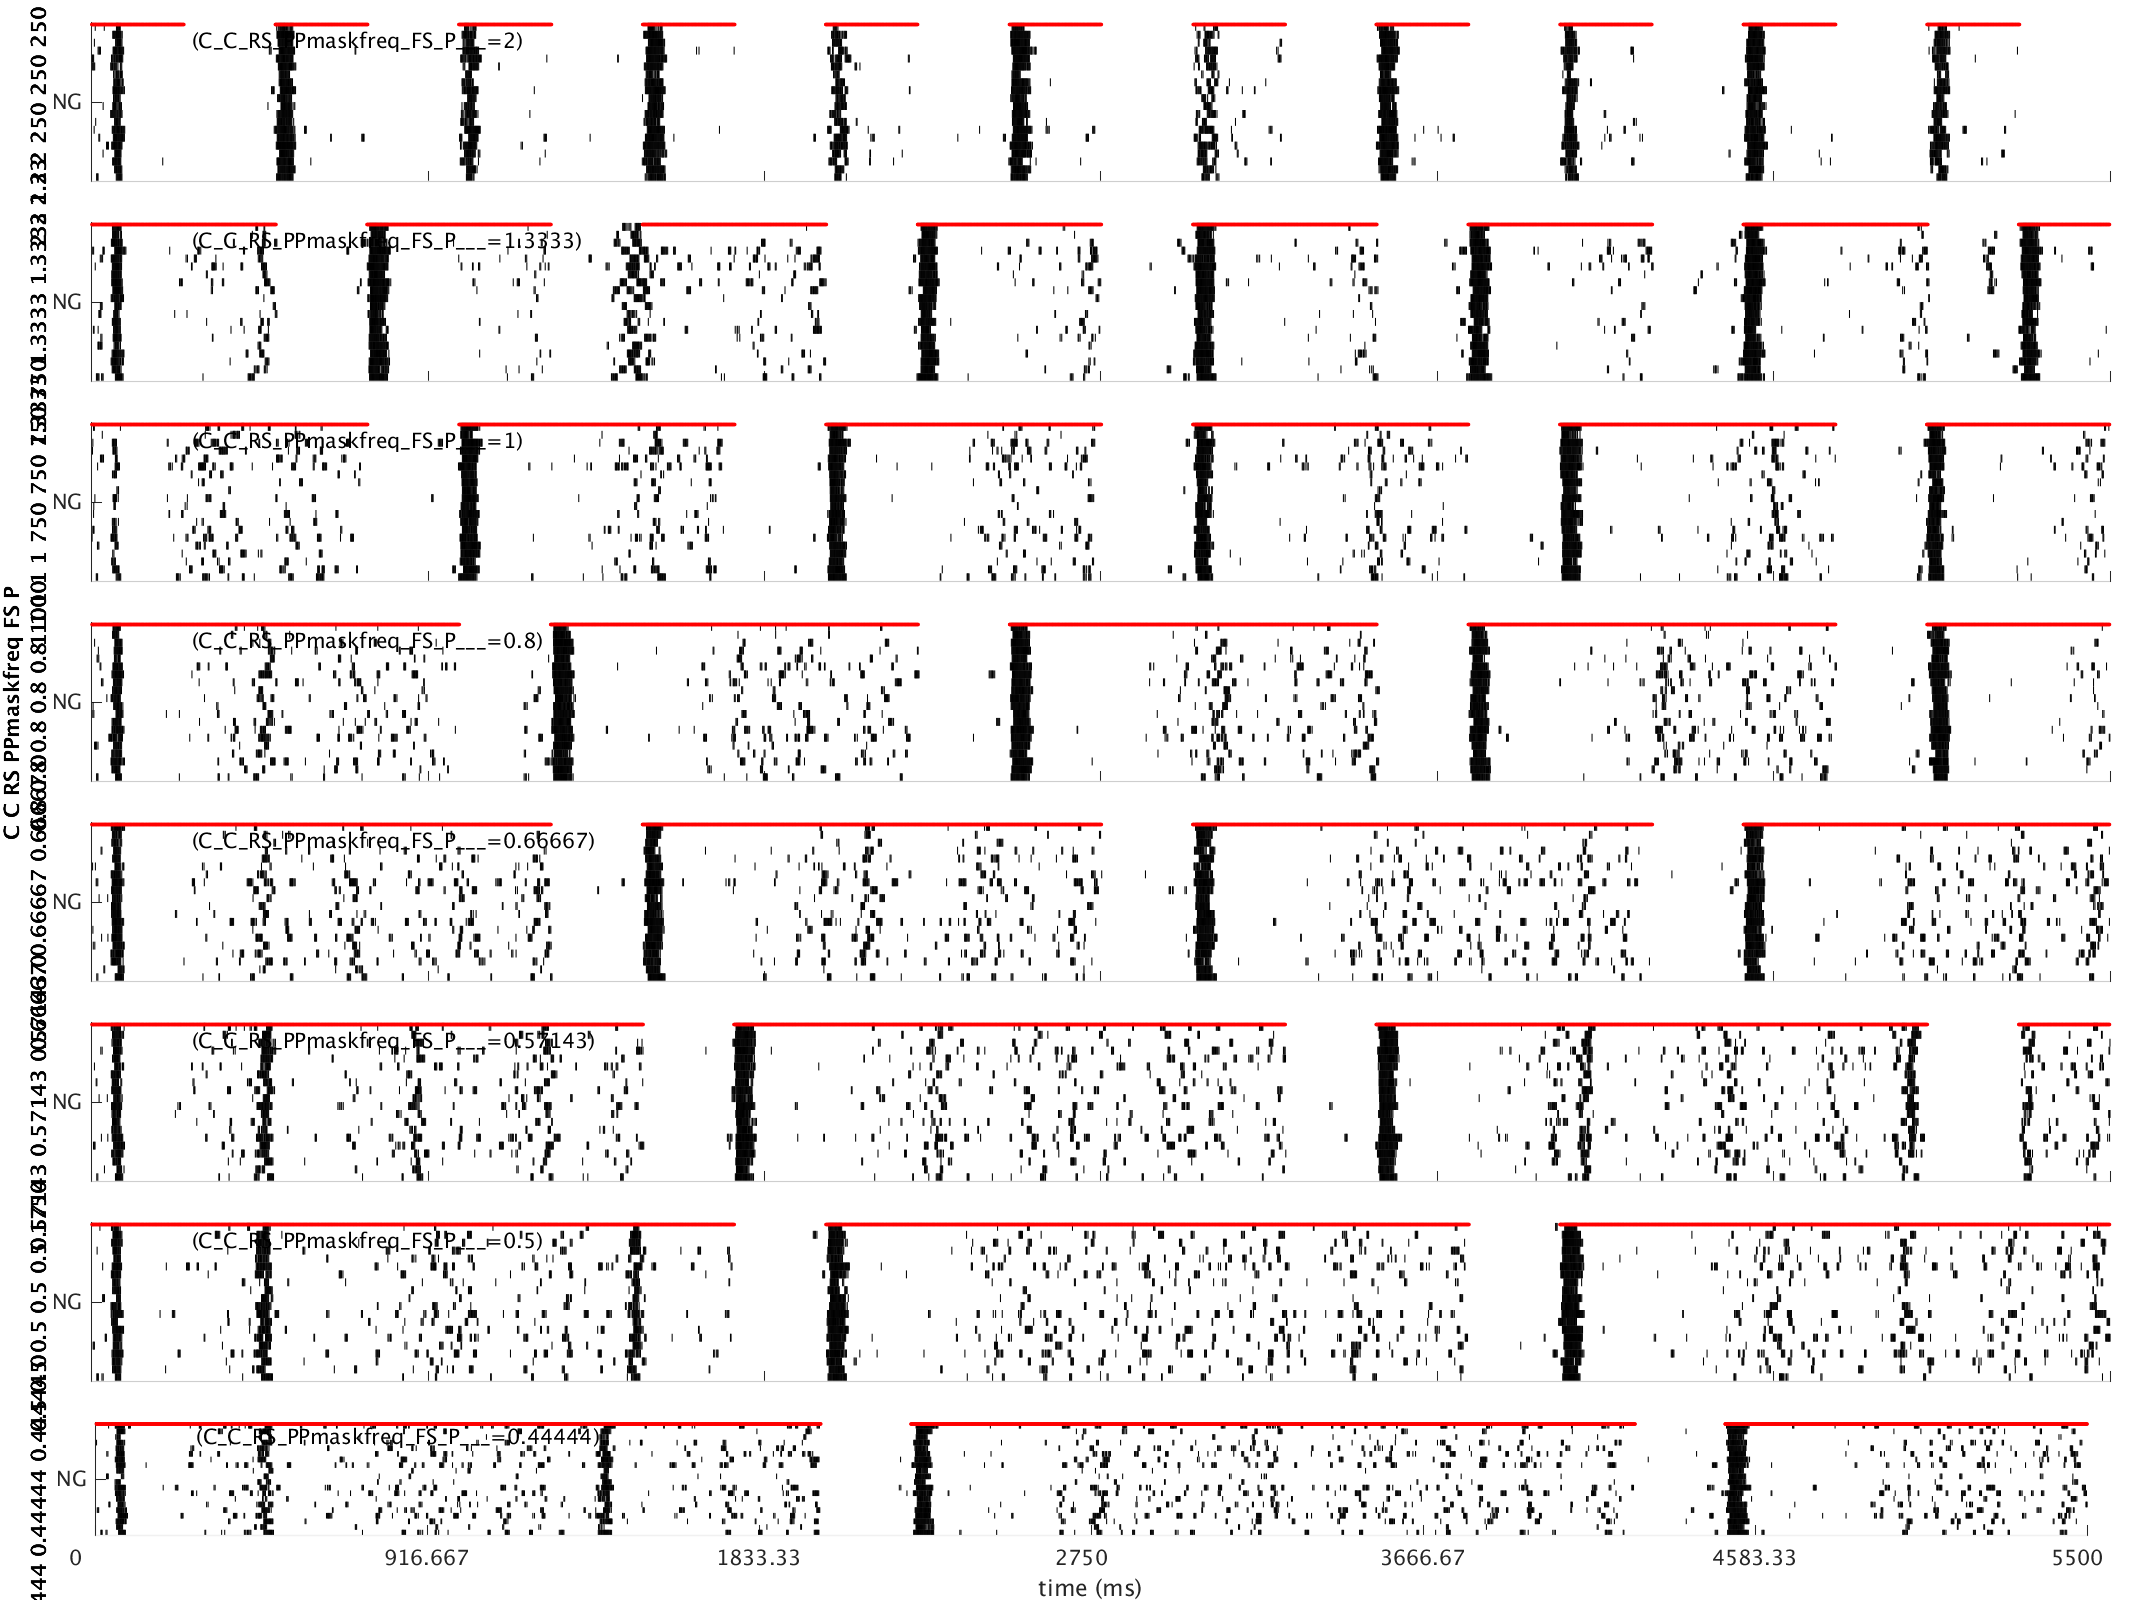 (C_C_RS_PPmaskfreq_FS_P___=2)
NG
(C_C_RS_PPmaskfreq_FS_P___=1.3333)
NG
(C_C_RS_PPmaskfreq_FS_P___=1)
NG
(C_C_RS_PPmaskfreq_FS_P___=0.8)
NG
(C_C_RS_PPmaskfreq_FS_P___=0.66667)
NG
(C_C_RS_PPmaskfreq_FS_P___=0.57143)
NG
(C_C_RS_PPmaskfreq_FS_P___=0.5)
NG
(C_C_RS_PPmaskfreq_FS_P___=0.44444)
NG
0 916.667 1833.33 2750 3666.67 4583.33 5500
time (ms)
C C RS PPmaskfreq FS P